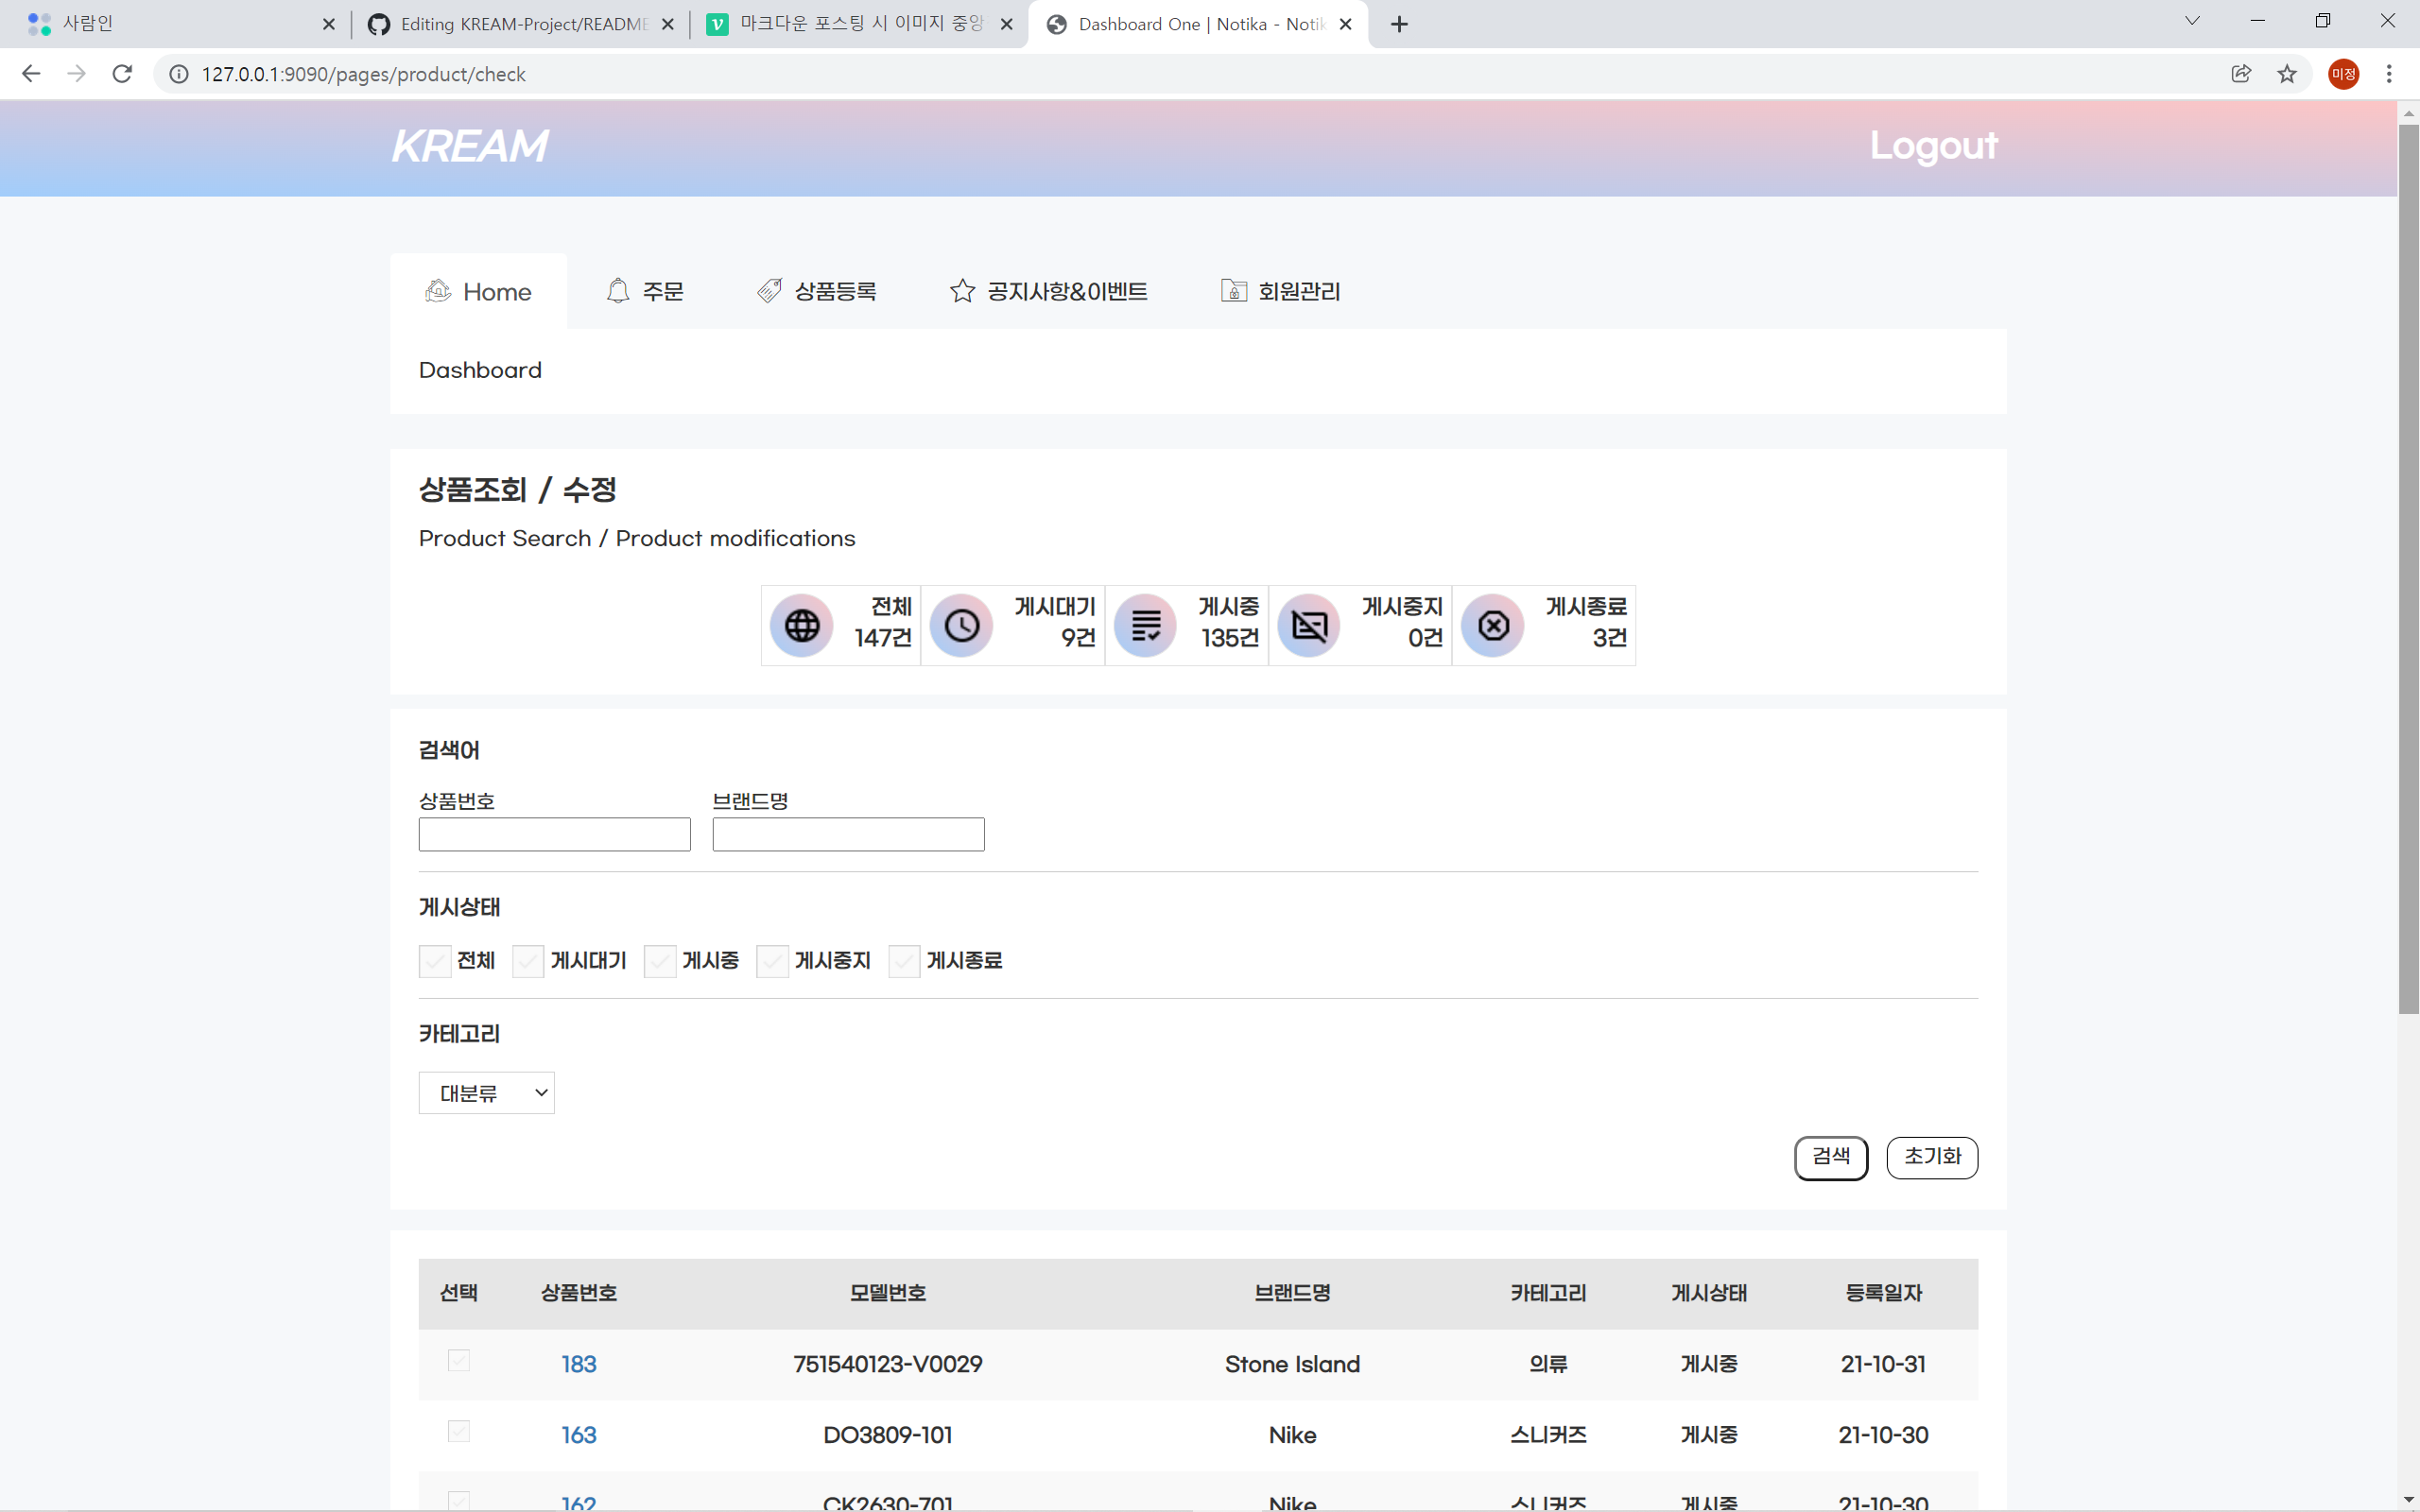 사람인
Editing KREAM-Project/README
마크다운 포스팅 시 이미지 중앙
Dashboard One | Notika - Notik
127.0.0.1:9090/pages/product/check
미정
KREAM
Logout
Home
주문
상품등록
공지사항&이벤트
회원관리
Dashboard
상품조회 / 수정
Product Search / Product modifications
전체
147건
게시대기
9건
게시중
135건
게시중지
0건
게시종료
3건
검색어
상품번호 브랜드명
게시상태
전체 게시대기 게시중 게시중지 게시종료
카테고리
대분류
검색 초기화
선택 상품번호 모델번호 브랜드명 카테고리 게시상태 등록일자
183 751540123-V0029 Stone Island 의류 게시중 21-10-31
163 DO3809-101 Nike 스니커즈 게시중 21-10-30
162 CK2630-701 Nike 스니커즈 게시중 21-10-30